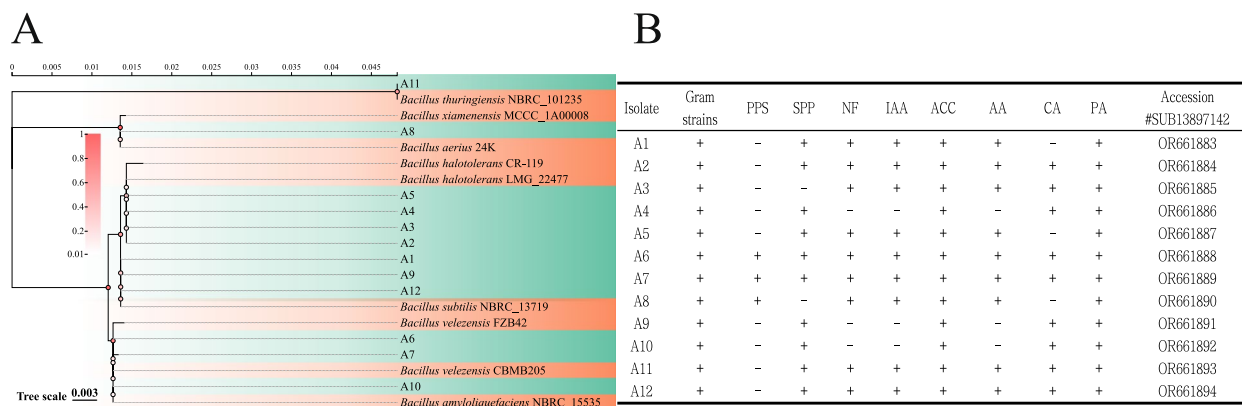 A
0 0.005 0.01 0.015 0.02 0.025 0.03 0.035 0.04 0.045
A11
Bacillus thuringiensis NBRC_101235
Bacillus xiamenensis MCCC_1A00008
A8
Bacillus aerius 24K
Bacillus halotolerans CR-119
Bacillus halotolerans LMG_22477
A5
A4
A3
A2
A1
A9
A12
Bacillus subtilis NBRC_13719
Bacillus velezensis FZB42
A6
A7
Bacillus velezensis CBMB205
A10
Bacillus amyloliquefaciens NBRC_15535
1
0.8
0.6
0.4
0.2
0.01
Tree scale 0.003
B
Isolate Gram strains PPS SPP NF IAA ACC AA CA PA Accession #SUB13897142
A1 + − + + + + + − + OR661883
A2 + − + + + + + + + OR661884
A3 + − − + + + + + + OR661885
A4 + − + − − + − + + OR661886
A5 + − + + + + + − + OR661887
A6 + + + + + + + + + OR661888
A7 + + + + + + + + + OR661889
A8 + + − + + + + − + OR661890
A9 + − + − − + − + + OR661891
A10 + − + − − + − + + OR661892
A11 + − + + + + + + + OR661893
A12 + − + + + + + + + OR661894